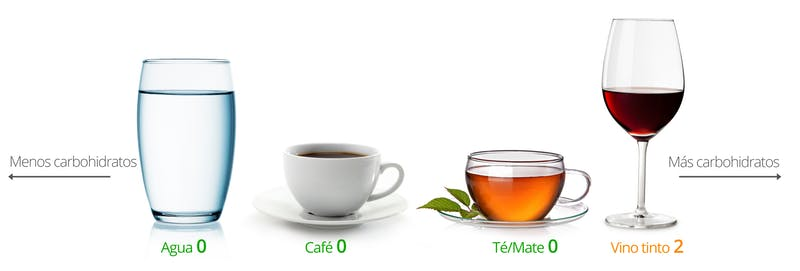 Menos carbohidratos
Más carbohidratos
Agua 0
Café 0
Té/Mate 0
Vino tinto 2